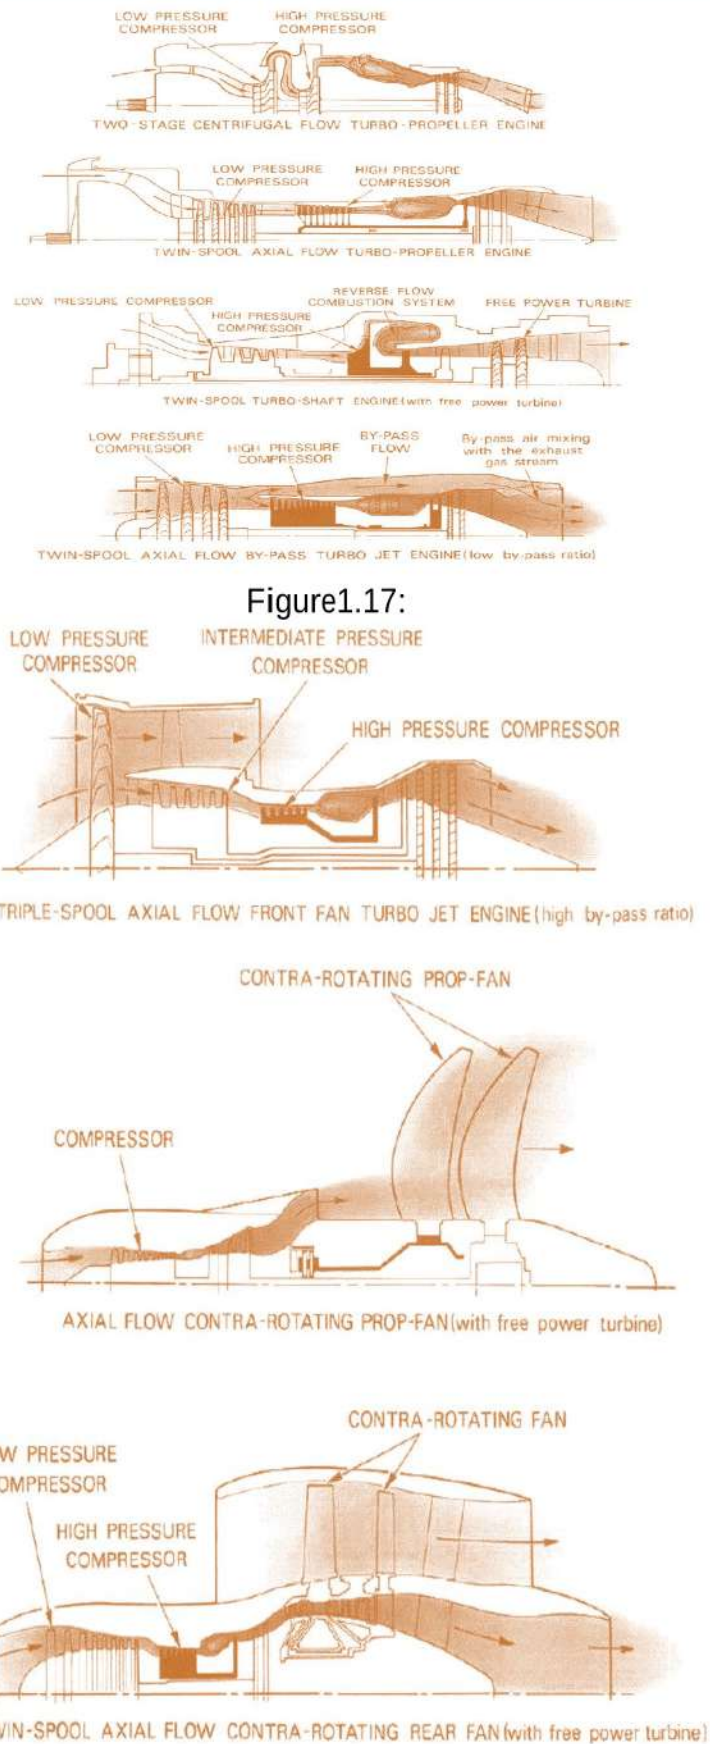 LOW PRESSURE
COMPRESSOR
HIGH PRESSURE
COMPRESSOR
TWO-STAGE CENTRIFUGAL FLOW TURBO-PROPELLER ENGINE
LOW PRESSURE
COMPRESSOR
HIGH PRESSURE
COMPRESSOR
TWIN-SPOOL AXIAL FLOW TURBO-PROPELLER ENGINE
LOW PRESSURE COMPRESSOR
HIGH PRESSURE
COMPRESSOR
REVERSE FLOW
COMBUSTION SYSTEM
FREE POWER TURBINE
TWIN-SPOOL TURBO-SHAFT ENGINE (with free power turbine)
LOW PRESSURE
COMPRESSOR
HIGH PRESSURE
COMPRESSOR
BY-PASS
FLOW
By-pass air mixing
with the exhaust
gas stream
TWIN-SPOOL AXIAL FLOW BY-PASS TURBO JET ENGINE (low by-pass ratio)
Figure1.17:
LOW PRESSURE
COMPRESSOR
INTERMEDIATE PRESSURE
COMPRESSOR
HIGH PRESSURE COMPRESSOR
TRIPLE-SPOOL AXIAL FLOW FRONT FAN TURBO JET ENGINE (high by-pass ratio)
CONTRA-ROTATING PROP-FAN
COMPRESSOR
AXIAL FLOW CONTRA-ROTATING PROP-FAN (with free power turbine)
CONTRA-ROTATING FAN
W PRESSURE
OMPRESSOR
HIGH PRESSURE
COMPRESSOR
WIN-SPOOL AXIAL FLOW CONTRA-ROTATING REAR FAN (with free power turbine)